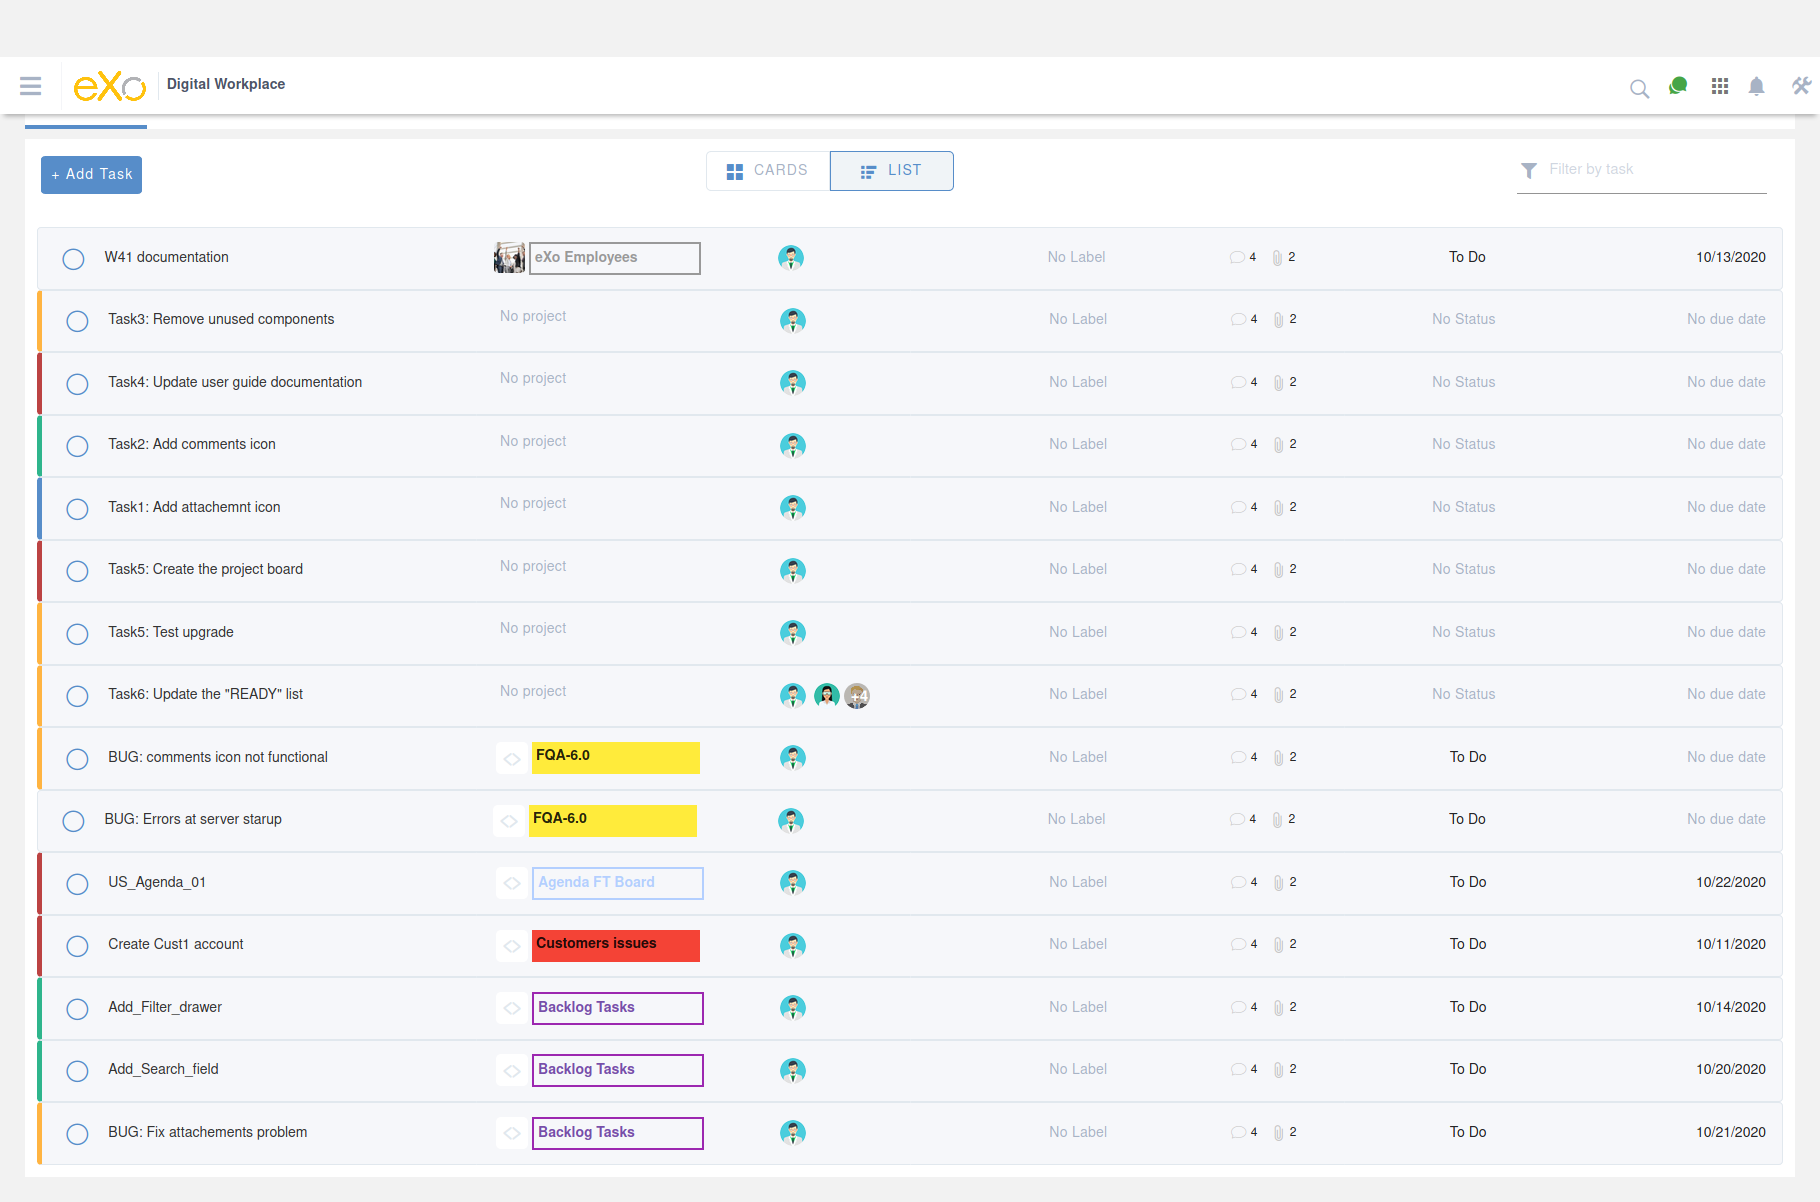 eXo Digital Workplace
+ Add Task CARDS LIST Filter by task
W41 documentation eXo Employees No Label 4 2 To Do 10/13/2020
Task3: Remove unused components No project No Label 4 2 No Status No due date
Task4: Update user guide documentation No project No Label 4 2 No Status No due date
Task2: Add comments icon No project No Label 4 2 No Status No due date
Task1: Add attachemnt icon No project No Label 4 2 No Status No due date
Task5: Create the project board No project No Label 4 2 No Status No due date
Task5: Test upgrade No project No Label 4 2 No Status No due date
Task6: Update the "READY" list No project +4 No Label 4 2 No Status No due date
BUG: comments icon not functional FQA-6.0 No Label 4 2 To Do No due date
BUG: Errors at server starup FQA-6.0 No Label 4 2 To Do No due date
US_Agenda_01 Agenda FT Board No Label 4 2 To Do 10/22/2020
Create Cust1 account Customers issues No Label 4 2 To Do 10/11/2020
Add_Filter_drawer Backlog Tasks No Label 4 2 To Do 10/14/2020
Add_Search_field Backlog Tasks No Label 4 2 To Do 10/20/2020
BUG: Fix attachements problem Backlog Tasks No Label 4 2 To Do 10/21/2020